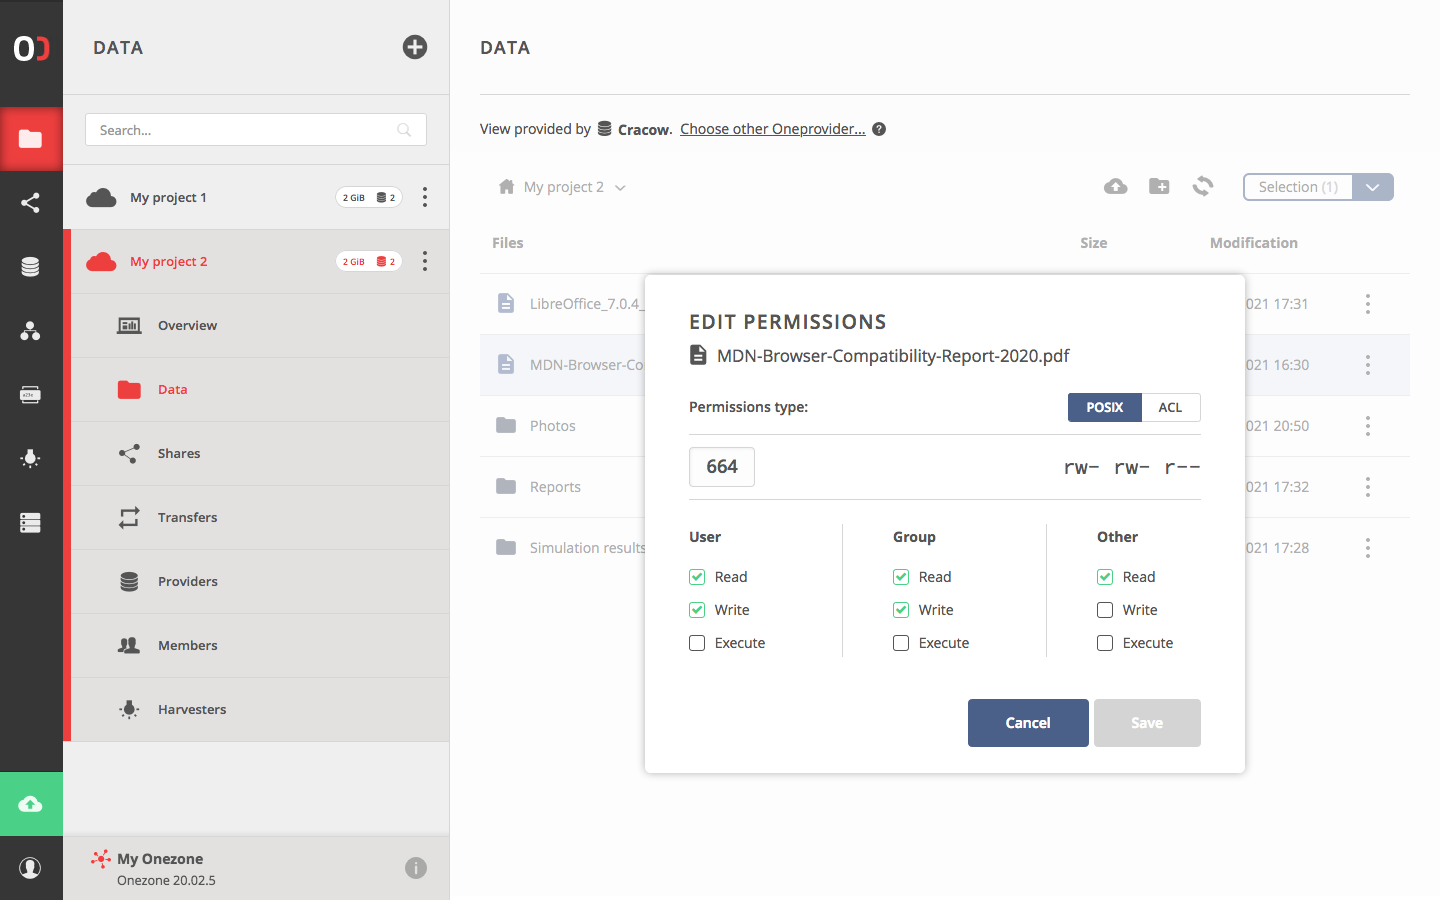 DATA
Search...
My project 1
2 GiB 2
My project 2
2 GiB 2
Overview
Data
Shares
Transfers
Providers
Members
Harvesters
My Onezone
Onezone 20.02.5
DATA
View provided by Cracow. Choose other Oneprovider...
My project 2
Selection (1)
Files Size Modification
LibreOffice_7.0.4_ 021 17:31
MDN-Browser-Co 021 16:30
Photos 021 20:50
Reports 021 17:32
Simulation results 021 17:28
EDIT PERMISSIONS
MDN-Browser-Compatibility-Report-2020.pdf
Permissions type: POSIX ACL
664 rw- rw- r--
User Group Other
Read Read Read
Write Write Write
Execute Execute Execute
Cancel Save